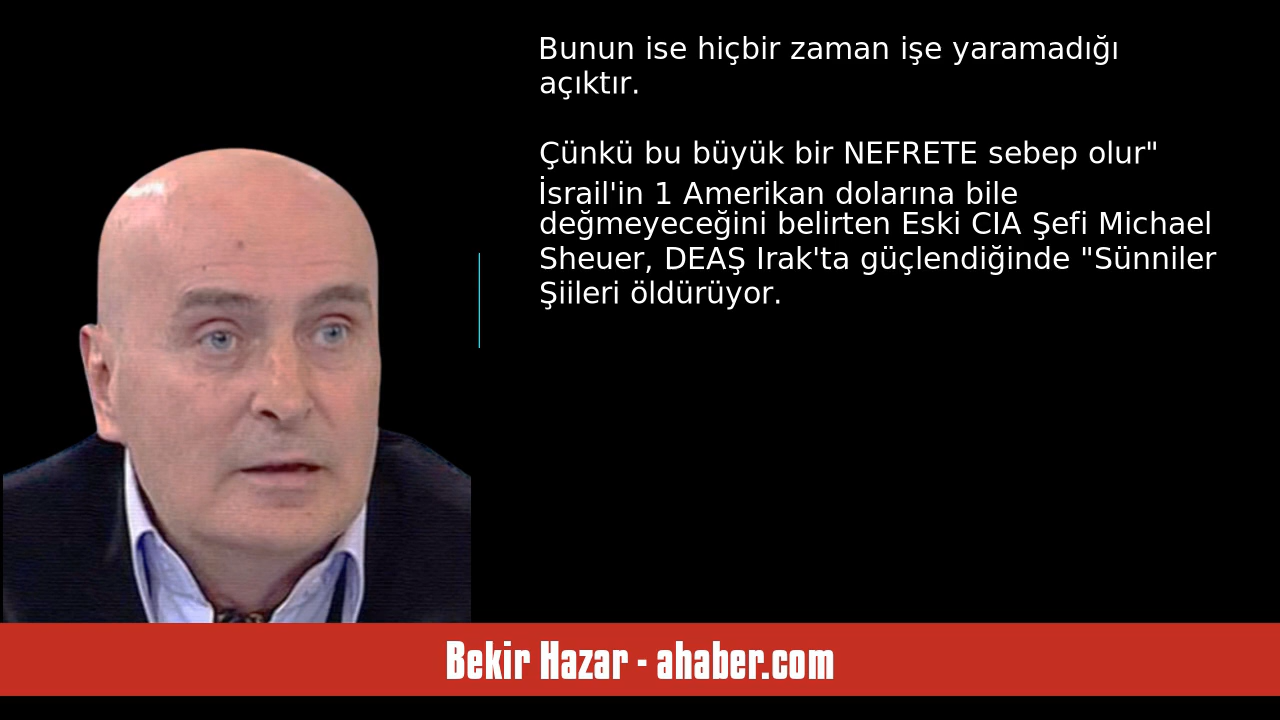 Bunun ise hiçbir zaman işe yaramadığı
açıktır.
Çünkü bu büyük bir NEFRETE sebep olur"
İsrail'in 1 Amerikan dolarına bile
değmeyeceğini belirten Eski CIA Şefi Michael
Sheuer, DEAŞ Irak'ta güçlendiğinde "Sünniler
Şiileri öldürüyor.
Bekir Hazar - ahaber.com